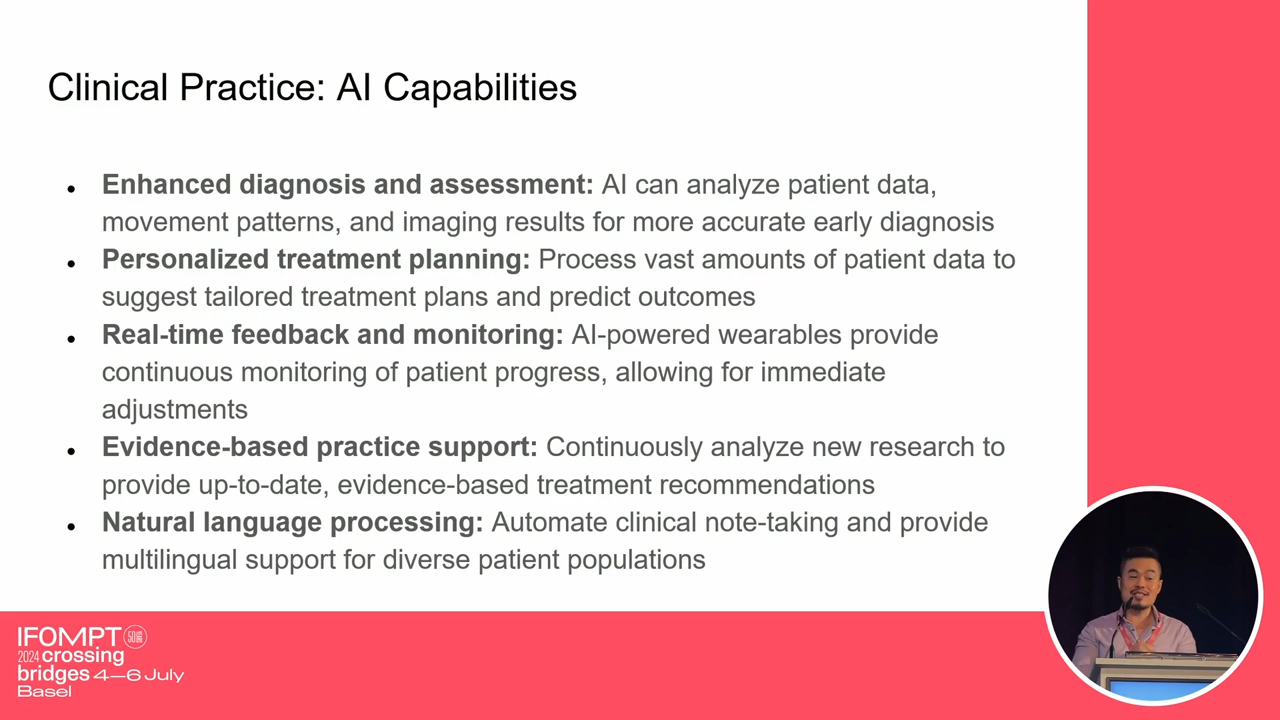 Clinical Practice: AI Capabilities
• Enhanced diagnosis and assessment: AI can analyze patient data,
movement patterns, and imaging results for more accurate early diagnosis
• Personalized treatment planning: Process vast amounts of patient data to
suggest tailored treatment plans and predict outcomes
• Real-time feedback and monitoring: AI-powered wearables provide
continuous monitoring of patient progress, allowing for immediate
adjustments
• Evidence-based practice support: Continuously analyze new research to
provide up-to-date, evidence-based treatment recommendations
• Natural language processing: Automate clinical note-taking and provide
multilingual support for diverse patient populations
IFOMPT
2024 crossing
bridges 4—6 July
Basel